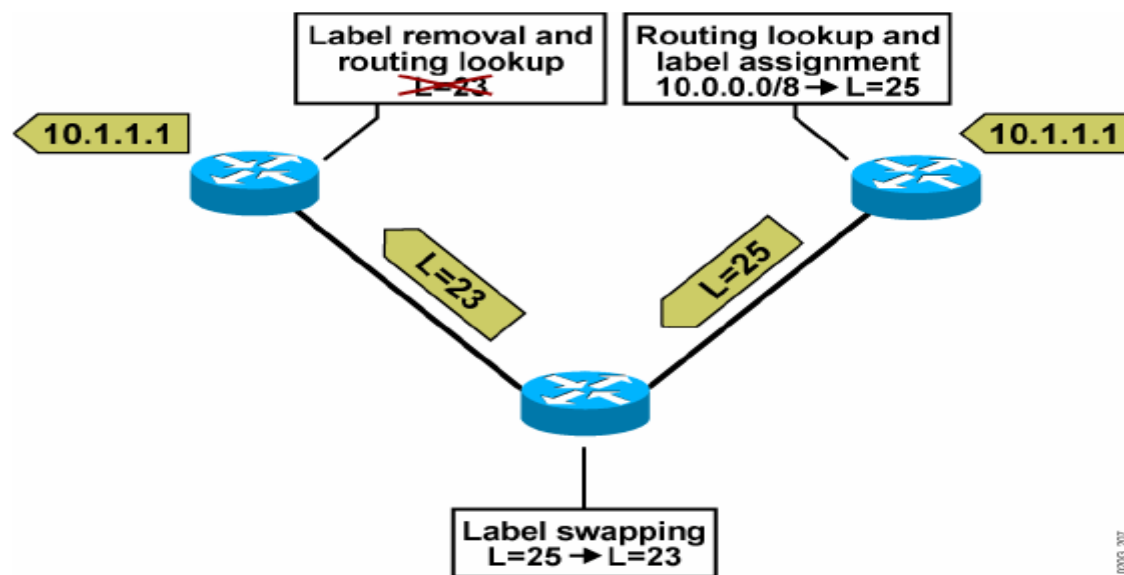 Label removal and
routing lookup
L=23
Routing lookup and
label assignment
10.0.0.0/8 → L=25
10.1.1.1
10.1.1.1
L=23
L=25
Label swapping
L=25 → L=23